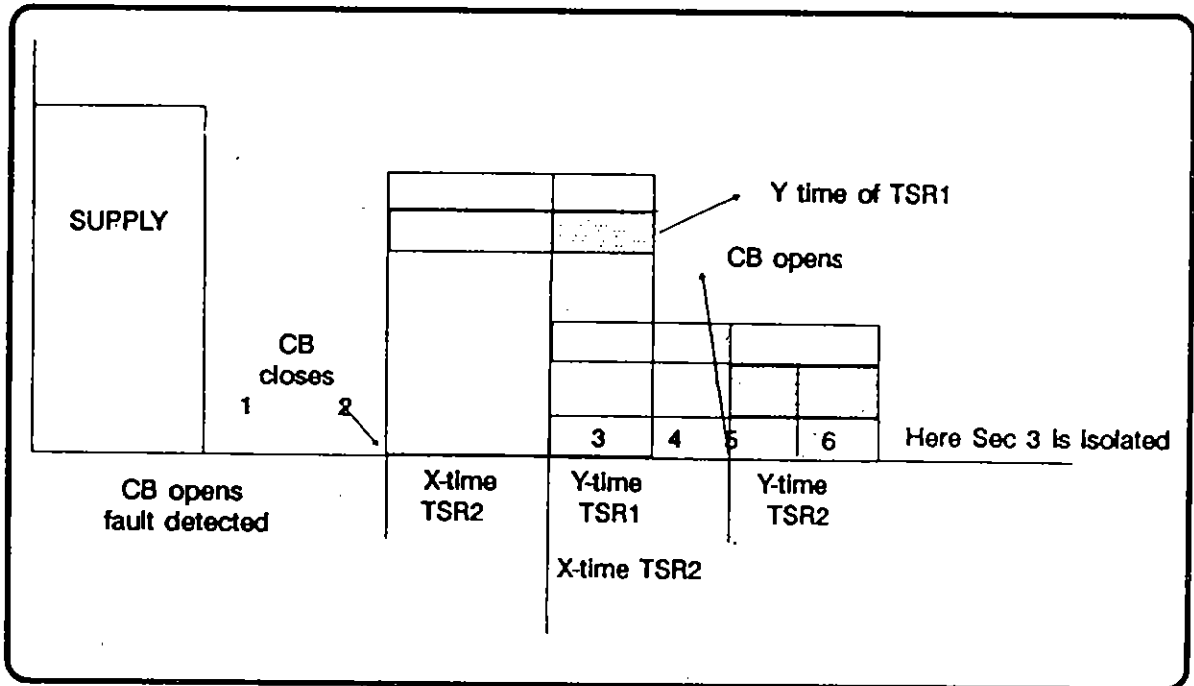 SUPPLY
Y time of TSR1
CB opens
CB
closes
1 2
3 4 5 6 Here Sec 3 Is Isolated
CB opens
fault detected
X-time
TSR2
Y-time
TSR1
Y-time
TSR2
X-time TSR2